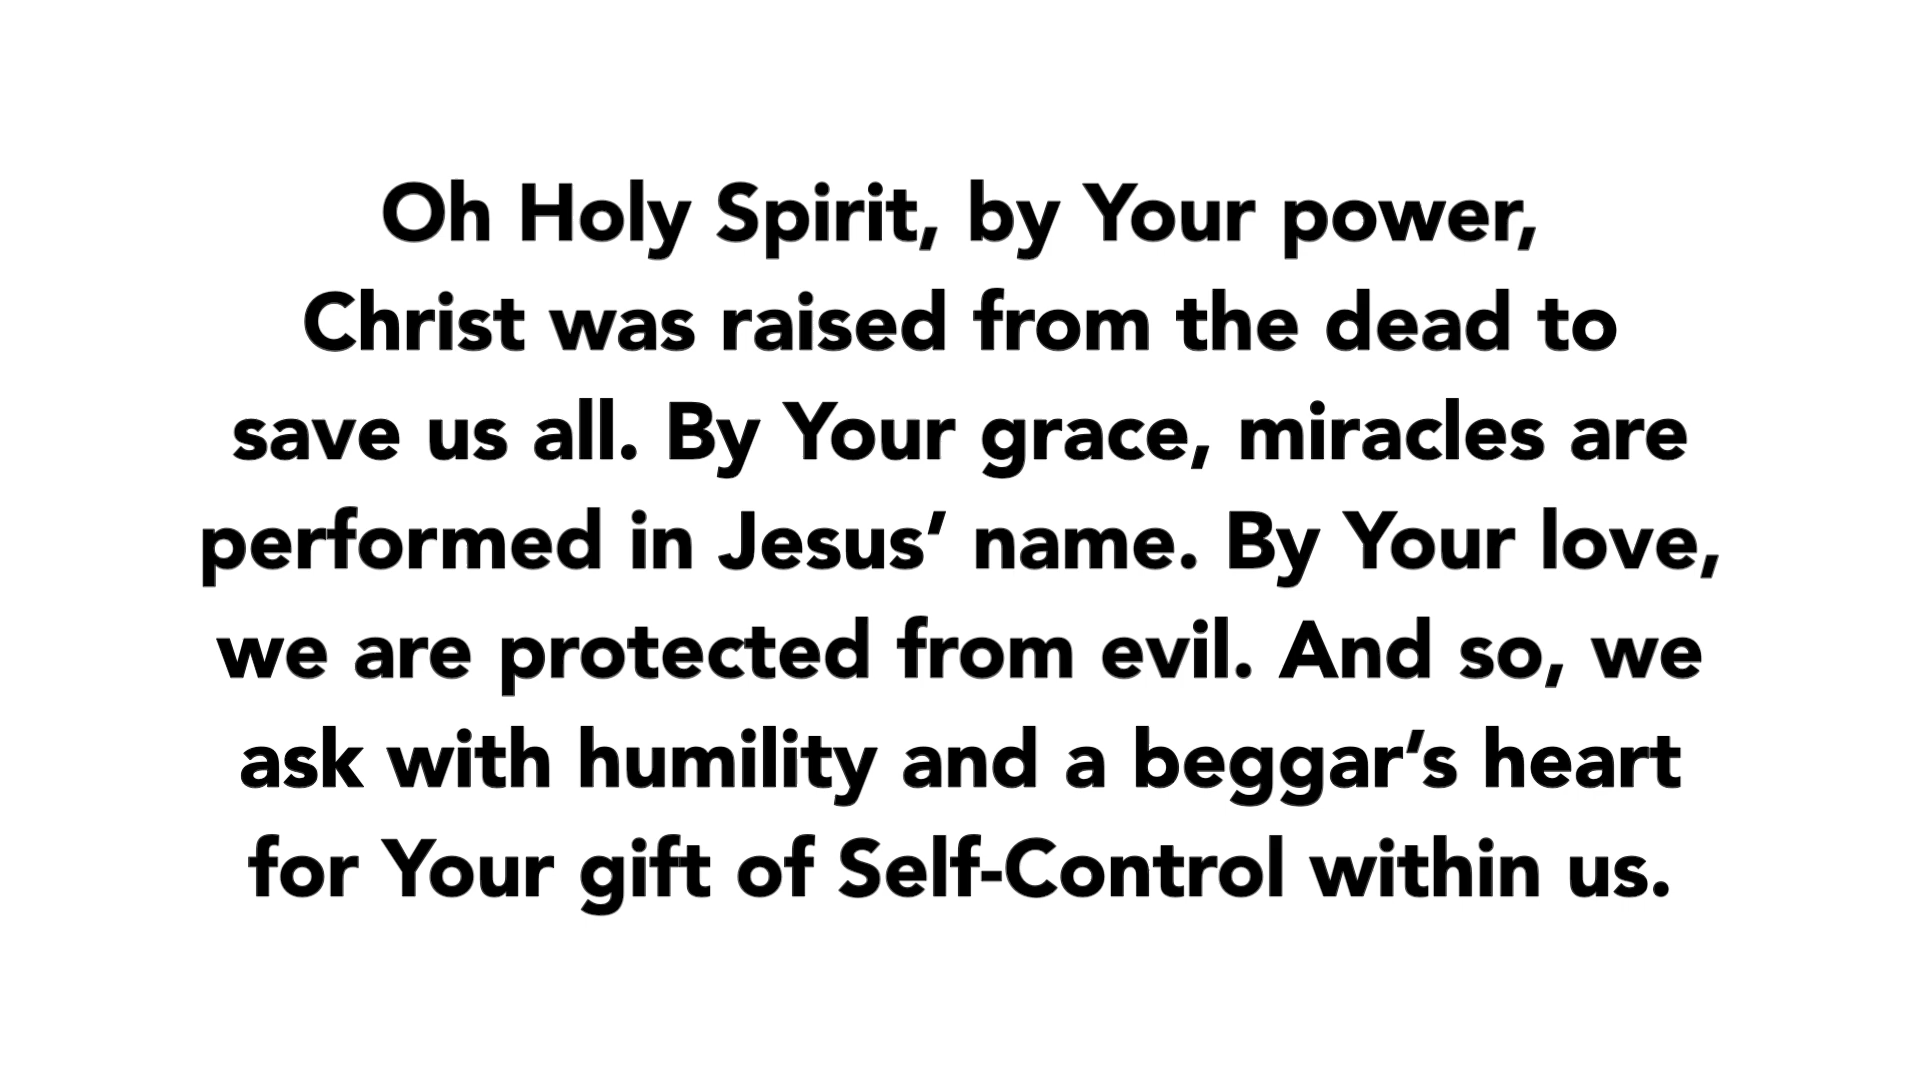 Oh Holy Spirit, by Your power,
Christ was raised from the dead to
save us all. By Your grace, miracles are
performed in Jesus’ name. By Your love,
we are protected from evil. And so, we
ask with humility and a beggar’s heart
for Your gift of Self-Control within us.